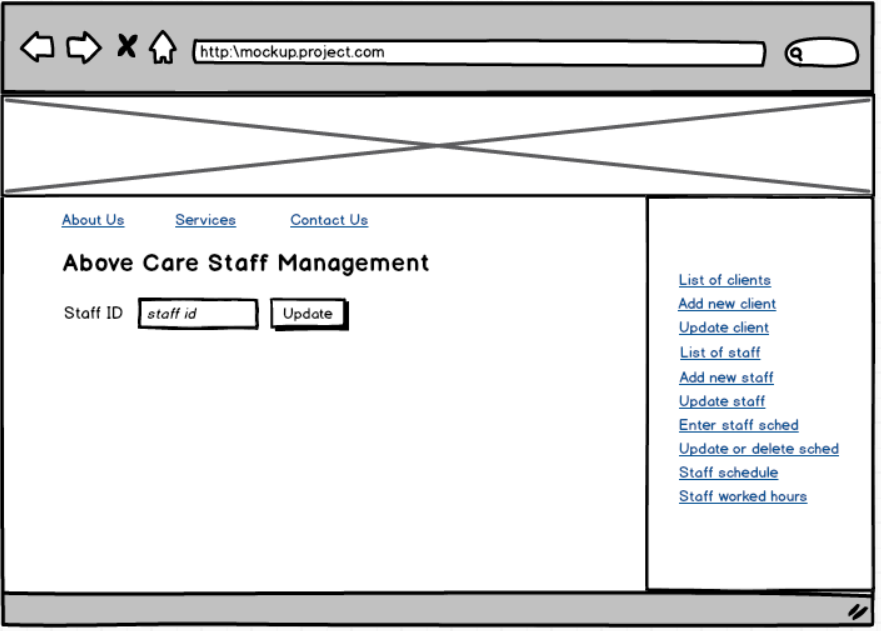 http:\mockup.project.com
About Us Services Contact Us
Above Care Staff Management
Staff ID staff id Update
List of clients
Add new client
Update client
List of staff
Add new staff
Update staff
Enter staff sched
Update or delete sched
Staff schedule
Staff worked hours